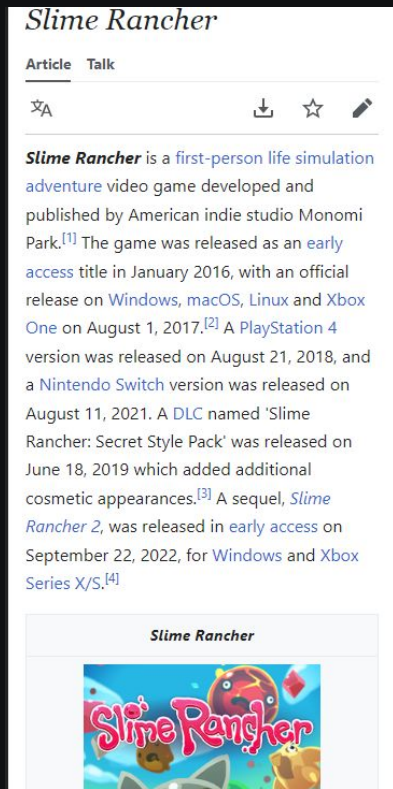 Slime Rancher
Article Talk
Slime Rancher is a first-person life simulation
adventure video game developed and
published by American indie studio Monomi
Park.[1] The game was released as an early
access title in January 2016, with an official
release on Windows, macOS, Linux and Xbox
One on August 1, 2017.[2] A PlayStation 4
version was released on August 21, 2018, and
a Nintendo Switch version was released on
August 11, 2021. A DLC named 'Slime
Rancher: Secret Style Pack' was released on
June 18, 2019 which added additional
cosmetic appearances.[3] A sequel, Slime
Rancher 2, was released in early access on
September 22, 2022, for Windows and Xbox
Series X/S.[4]
Slime Rancher
Slime Rancher